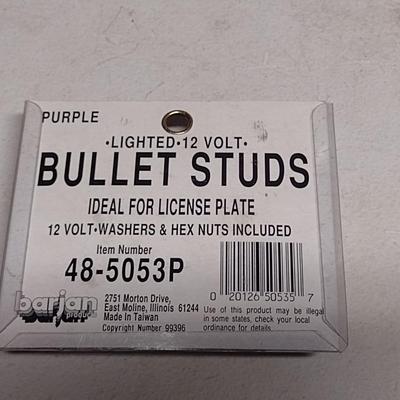 PURPLE
•LIGHTED•12 VOLT•
BULLET STUDS
IDEAL FOR LICENSE PLATE
12 VOLT•WASHERS & HEX NUTS INCLUDED
Item Number
48-5053P
barjan
products
2751 Morton Drive,
East Moline, Illinois 61244
Made In Taiwan
Copyright Number 99396
0 20126 50535 7
Use of this product may be illegal
in some states, check your local
ordinance for details.